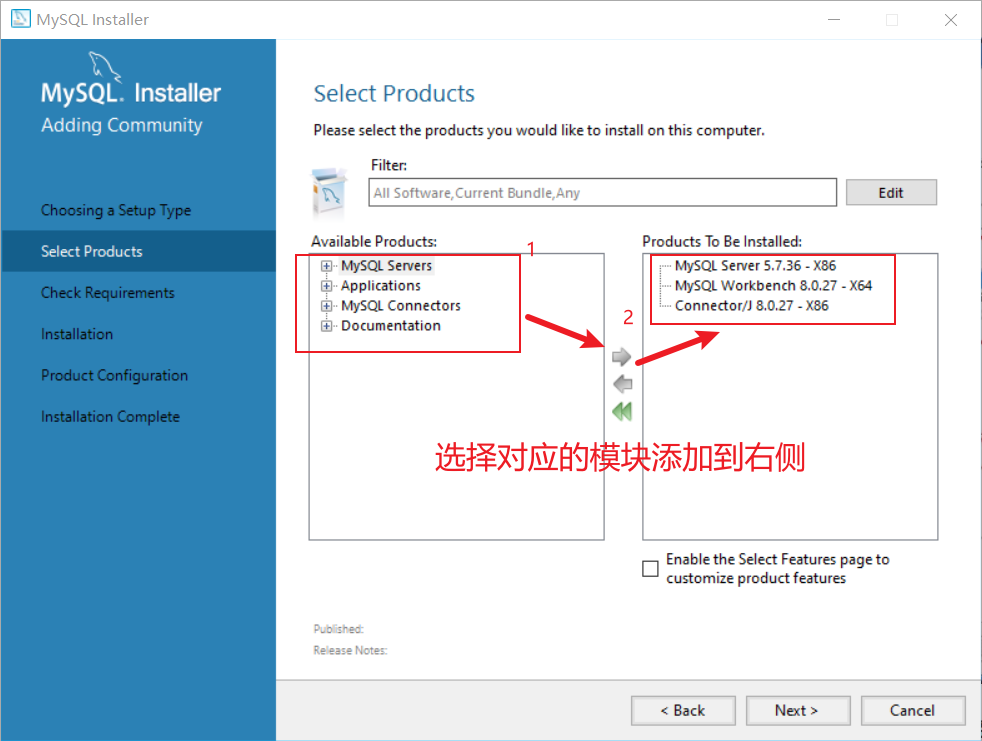 MySQL Installer
MySQL. Installer
Adding Community
Choosing a Setup Type
Select Products
Check Requirements
Installation
Product Configuration
Installation Complete
Select Products
Please select the products you would like to install on this computer.
Filter:
All Software,Current Bundle,Any
Edit
Available Products:
1
MySQL Servers
Applications
MySQL Connectors
Documentation
2
Products To Be Installed:
MySQL Server 5.7.36 - X86
MySQL Workbench 8.0.27 - X64
Connector/J 8.0.27 - X86
选择对应的模块添加到右侧
Enable the Select Features page to
customize product features
Published:
Release Notes:
< Back
Next >
Cancel